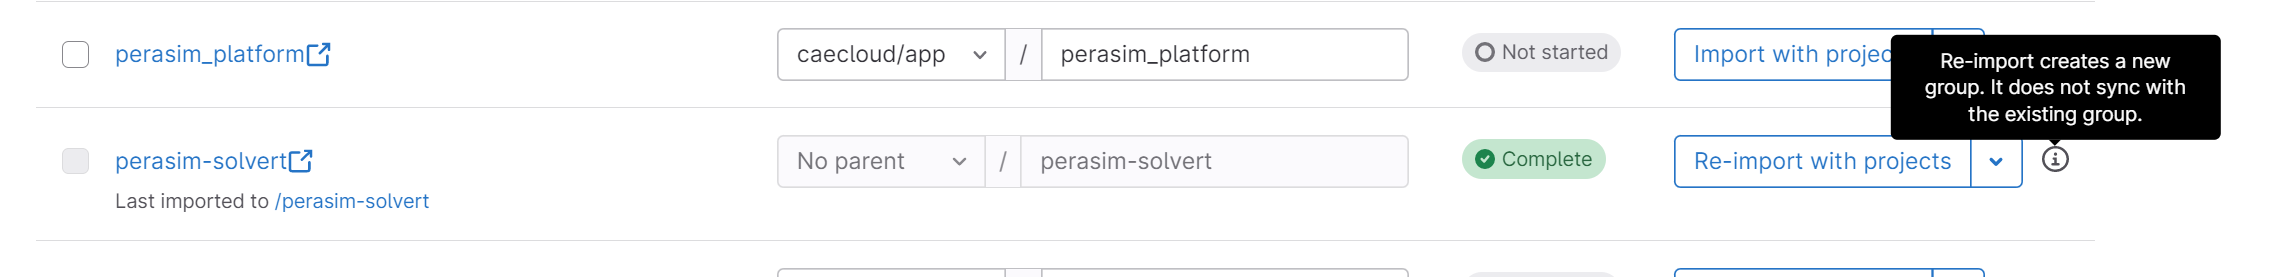 perasim_platform
caecloud/app
/
perasim_platform
Not started
Import with projec
Re-import creates a new
group. It does not sync with
the existing group.
perasim-solvert
No parent
/
perasim-solvert
Complete
Re-import with projects
Last imported to /perasim-solvert